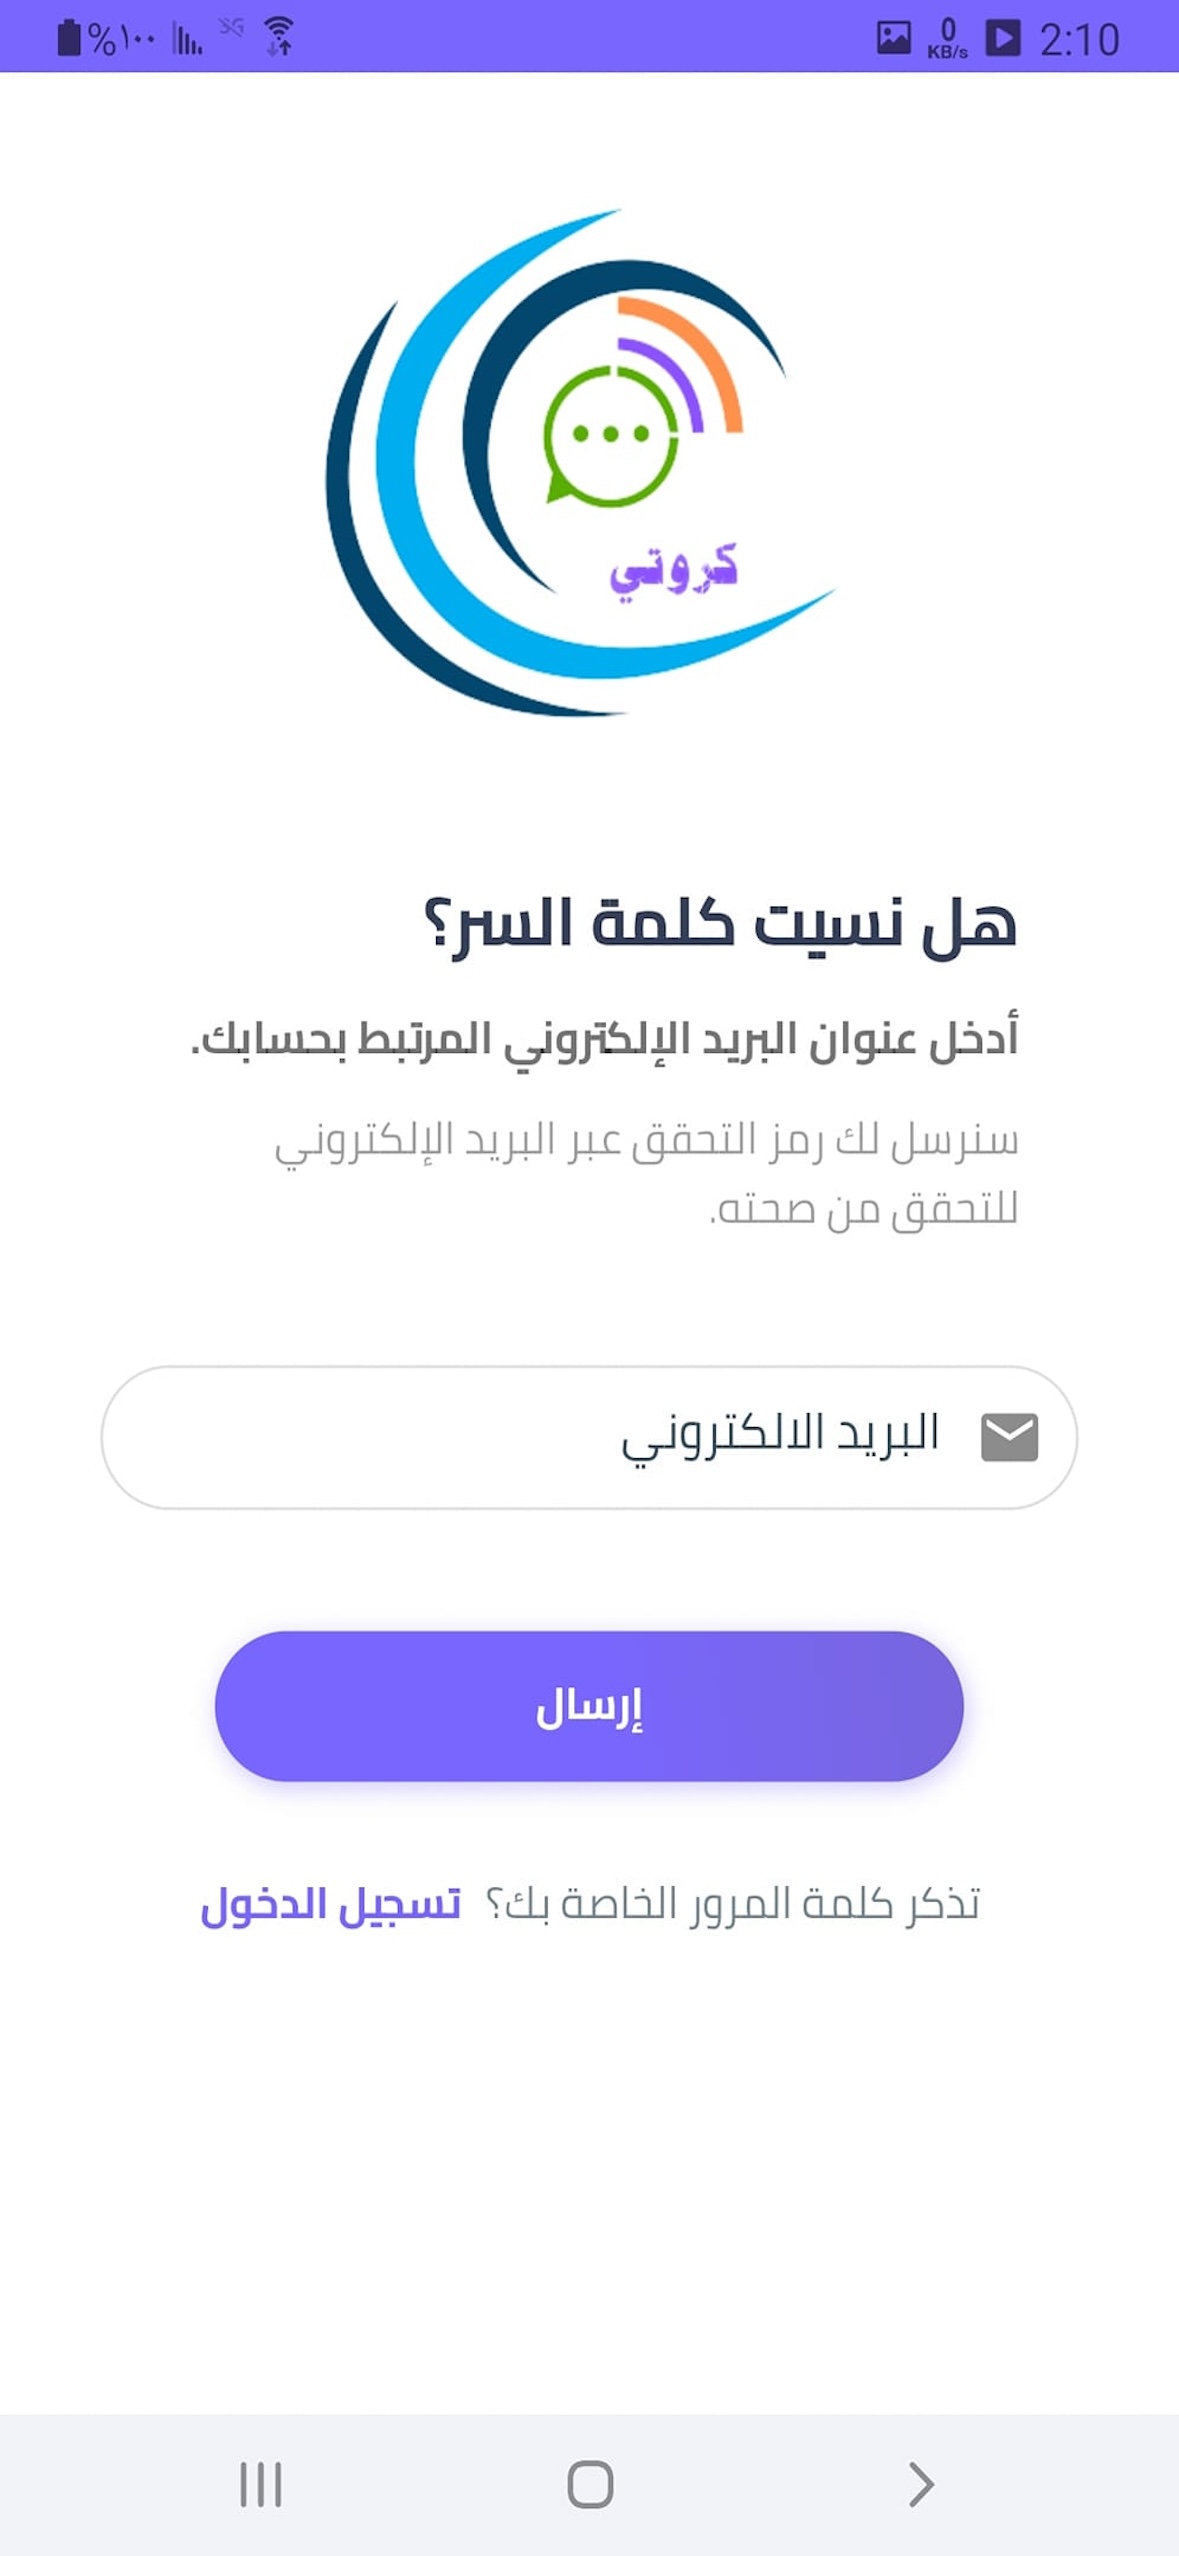 %١٠٠ 0 KB/s 2:10
كروتي
هل نسيت كلمة السر؟
أدخل عنوان البريد الإلكتروني المرتبط بحسابك.
سنرسل لك رمز التحقق عبر البريد الإلكتروني
للتحقق من صحته.
البريد الالكتروني
إرسال
تذكر كلمة المرور الخاصة بك؟ تسجيل الدخول